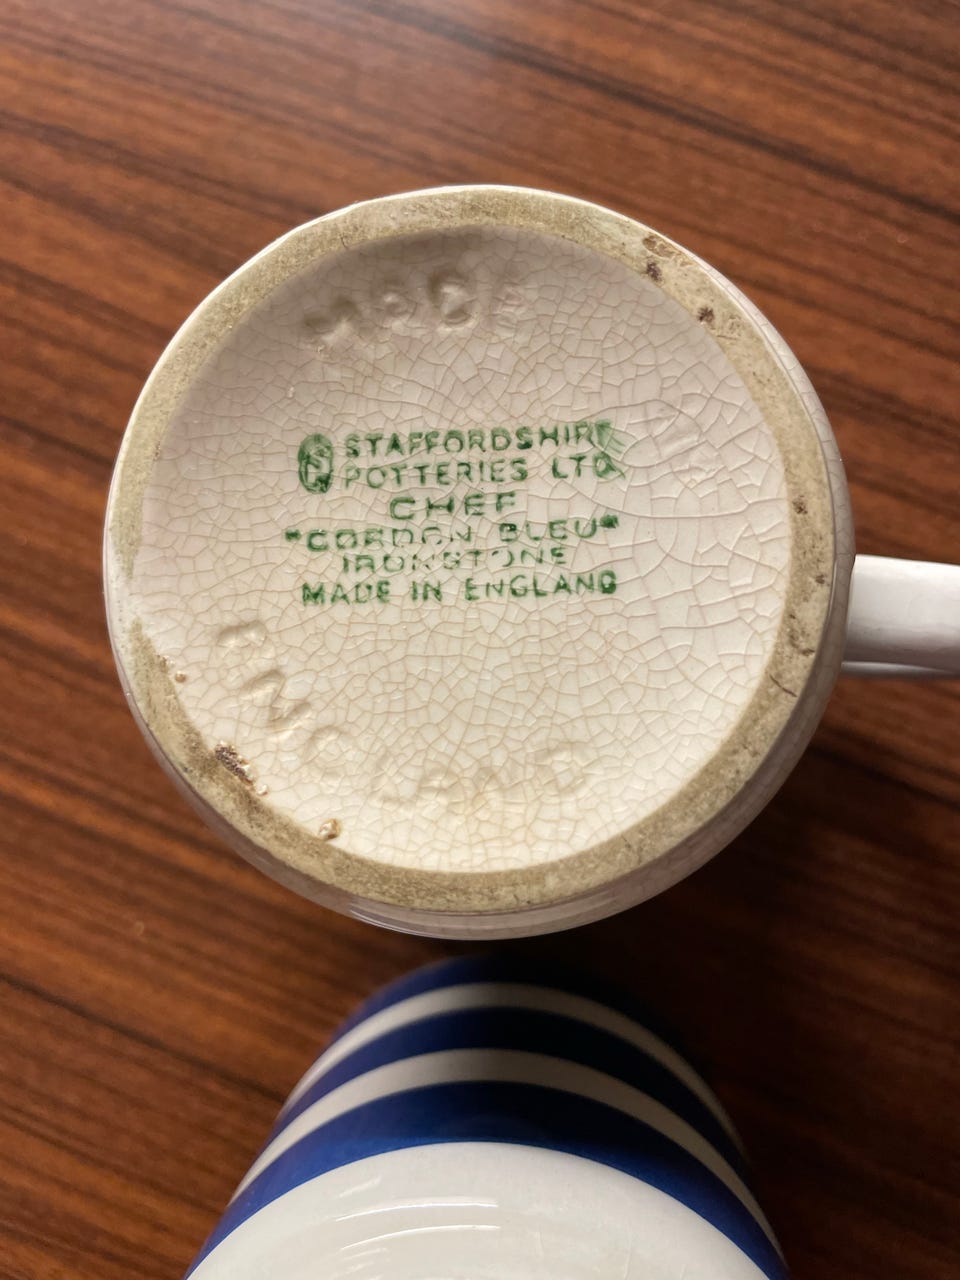 MADE
STAFFORDSHIRE
POTTERIES LTD
CHEF
"CORDON BLEU"
IRONSTONE
MADE IN ENGLAND
ENGLAND